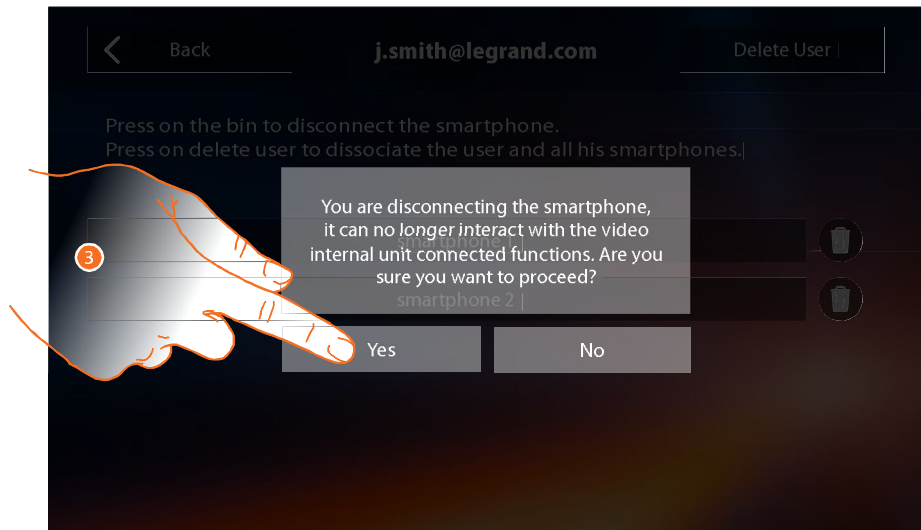 Back
j.smith@legrand.com
Delete User
Press on the bin to disconnect the smartphone.
Press on delete user to dissociate the user and all his smartphones.
You are disconnecting the smartphone,
it can no longer interact with the video
smartphone 1
internal unit connected functions. Are you
sure you want to proceed?
smartphone 2
3
Yes
No